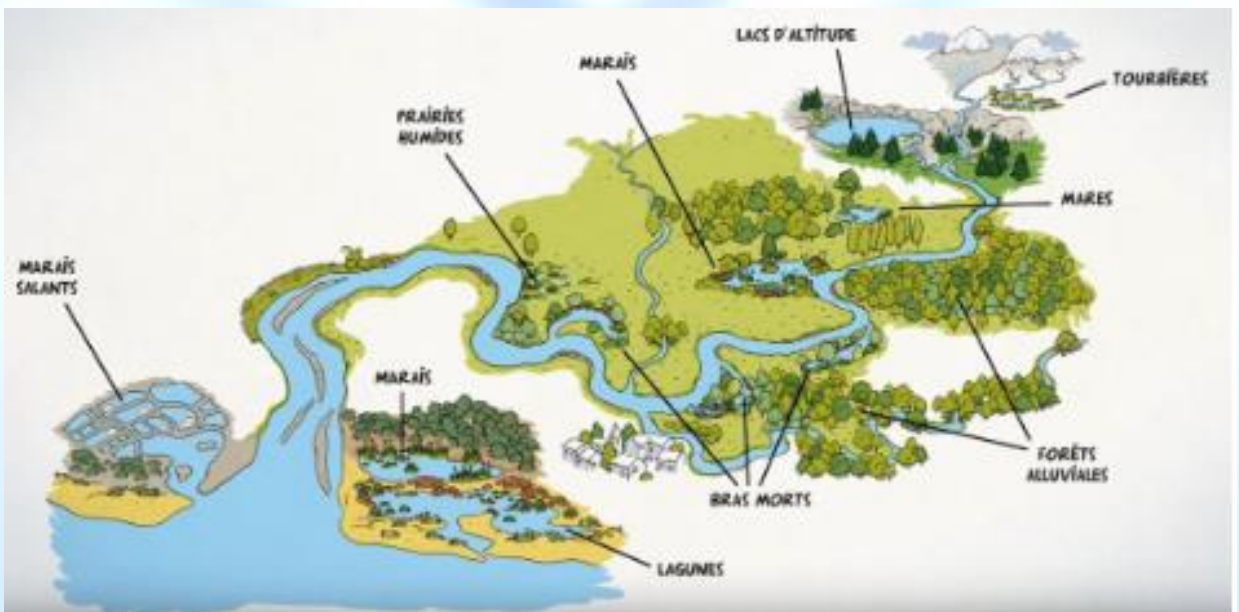 LACS D'ALTITUDE
MARAÏS
TOURBIÈRES
PRAIRIES
HUMIDES
MARES
MARAÏS
SALANTS
MARAÏS
FORÊTS
ALLUVIALES
BRAS MORTS
LAGUNES